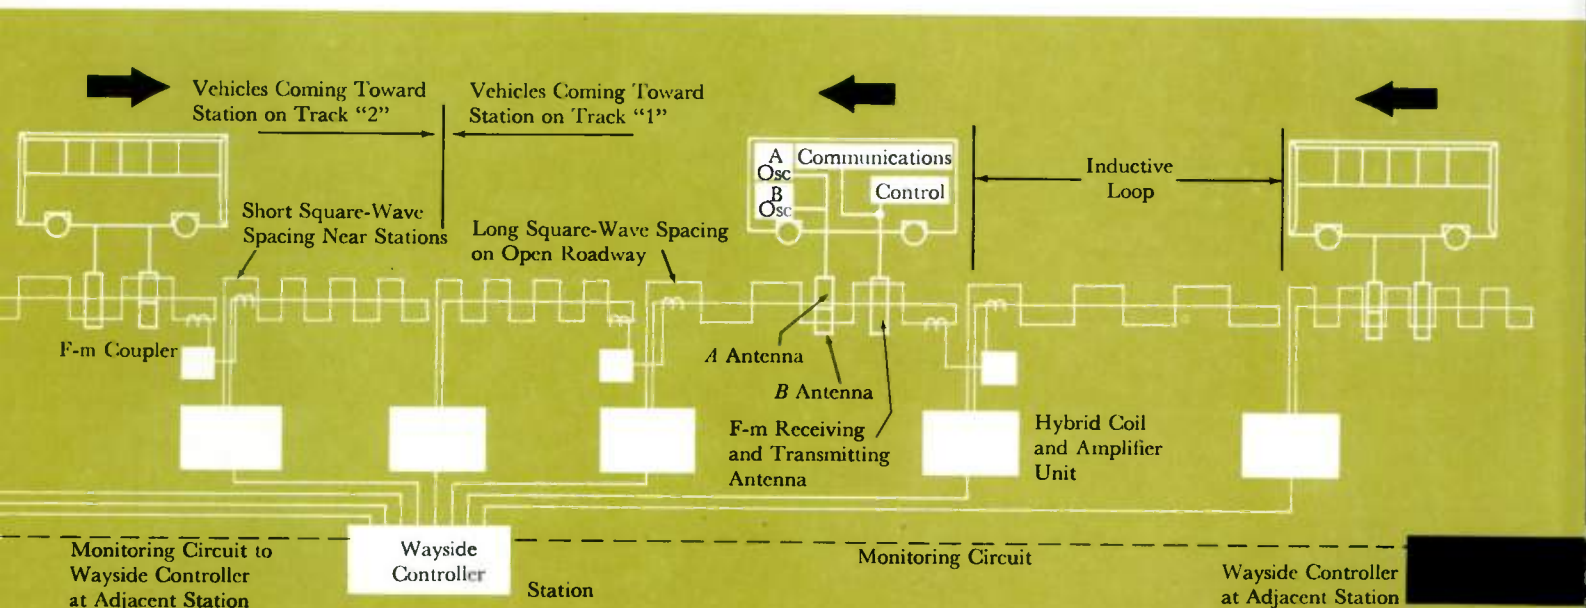 Vehicles Coming Toward
Station on Track “2”
Vehicles Coming Toward
Station on Track “1”
A
Osc
B
Osc
Communications
Control
Inductive
Loop
Short Square-Wave
Spacing Near Stations
Long Square-Wave Spacing
on Open Roadway
F-m Coupler
A Antenna
B Antenna
F-m Receiving
and Transmitting
Antenna
Hybrid Coil
and Amplifier
Unit
Monitoring Circuit to
Wayside Controller
at Adjacent Station
Wayside
Controller
Station
Monitoring Circuit
Wayside Controller
at Adjacent Station